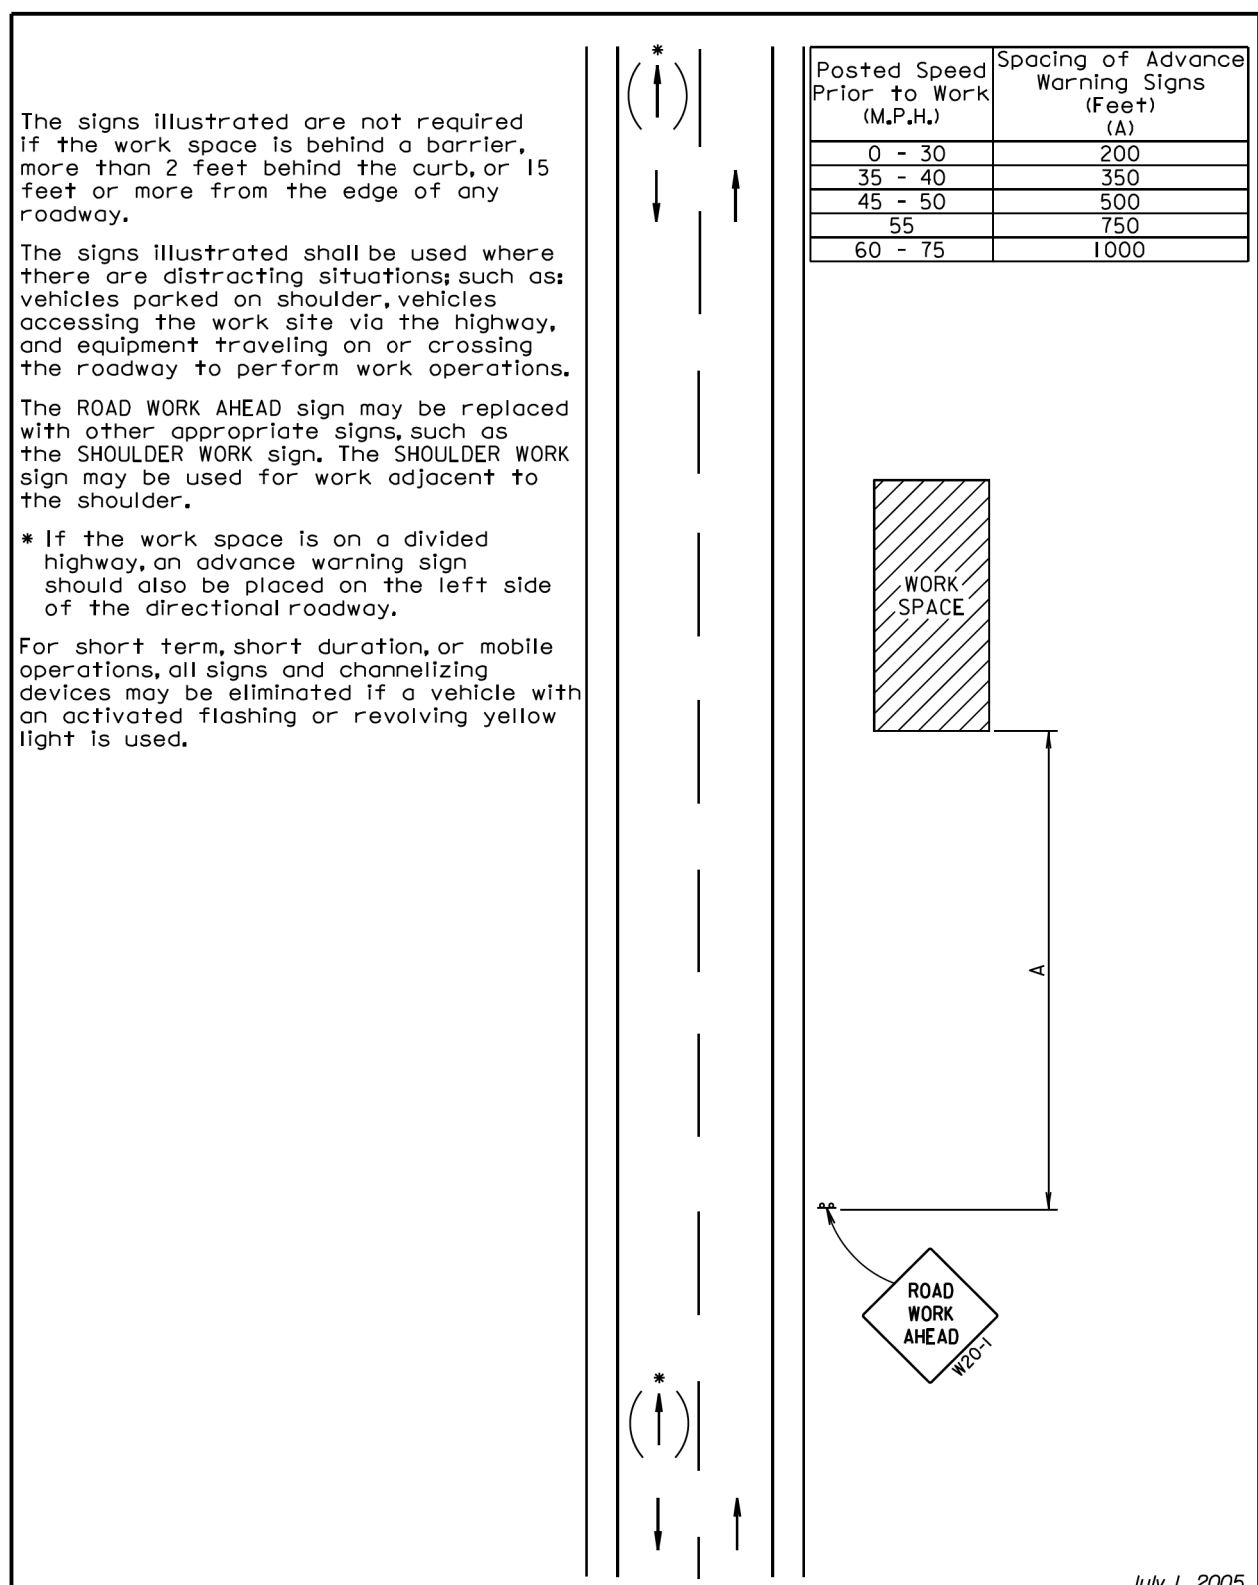 The signs illustrated are not required
if the work space is behind a barrier,
more than 2 feet behind the curb, or 15
feet or more from the edge of any
roadway.
The signs illustrated shall be used where
there are distracting situations; such as:
vehicles parked on shoulder, vehicles
accessing the work site via the highway,
and equipment traveling on or crossing
the roadway to perform work operations.
The ROAD WORK AHEAD sign may be replaced
with other appropriate signs, such as
the SHOULDER WORK sign. The SHOULDER WORK
sign may be used for work adjacent to
the shoulder.
* If the work space is on a divided
highway, an advance warning sign
should also be placed on the left side
of the directional roadway.
For short term, short duration, or mobile
operations, all signs and channelizing
devices may be eliminated if a vehicle with
an activated flashing or revolving yellow
light is used.
*
Posted Speed
Prior to Work
(M.P.H.)
Spacing of Advance
Warning Signs
(Feet)
(A)
0 - 30 200
35 - 40 350
45 - 50 500
55 750
60 - 75 1000
WORK
SPACE
A
ROAD
WORK
AHEAD
W20-1
*
July 1, 2005